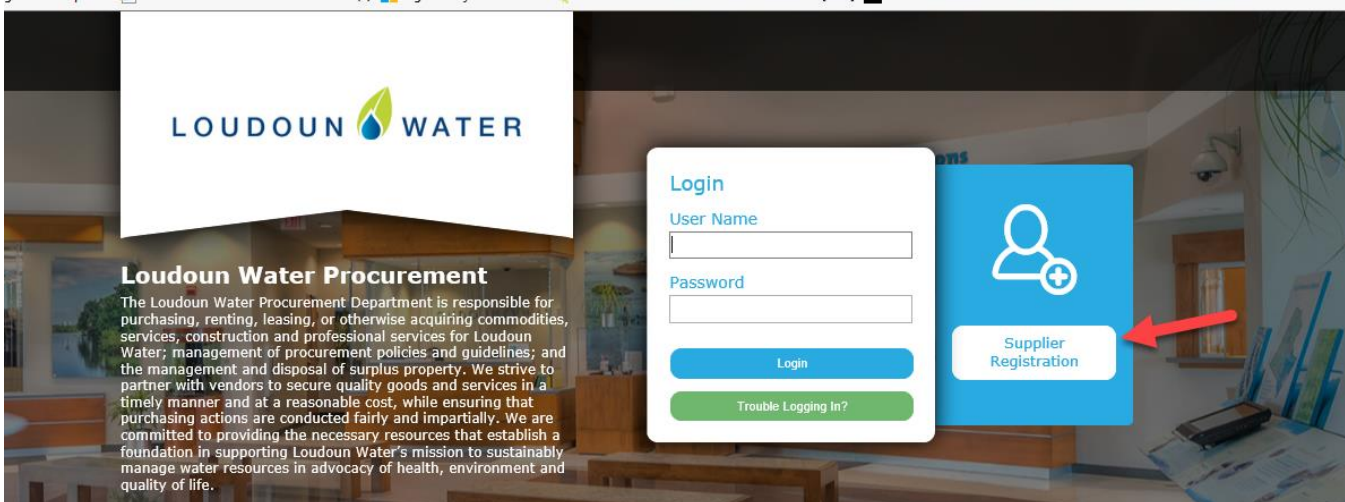 LOUDOUN WATER
Loudoun Water Procurement
The Loudoun Water Procurement Department is responsible for
purchasing, renting, leasing, or otherwise acquiring commodities,
services, construction and professional services for Loudoun
Water; management of procurement policies and guidelines; and
the management and disposal of surplus property. We strive to
partner with vendors to secure quality goods and services in a
timely manner and at a reasonable cost, while ensuring that
purchasing actions are conducted fairly and impartially. We are
committed to providing the necessary resources that establish a
foundation in supporting Loudoun Water's mission to sustainably
manage water resources in advocacy of health, environment and
quality of life.
Login
User Name
Password
Login
Trouble Logging In?
Supplier
Registration
EXIT